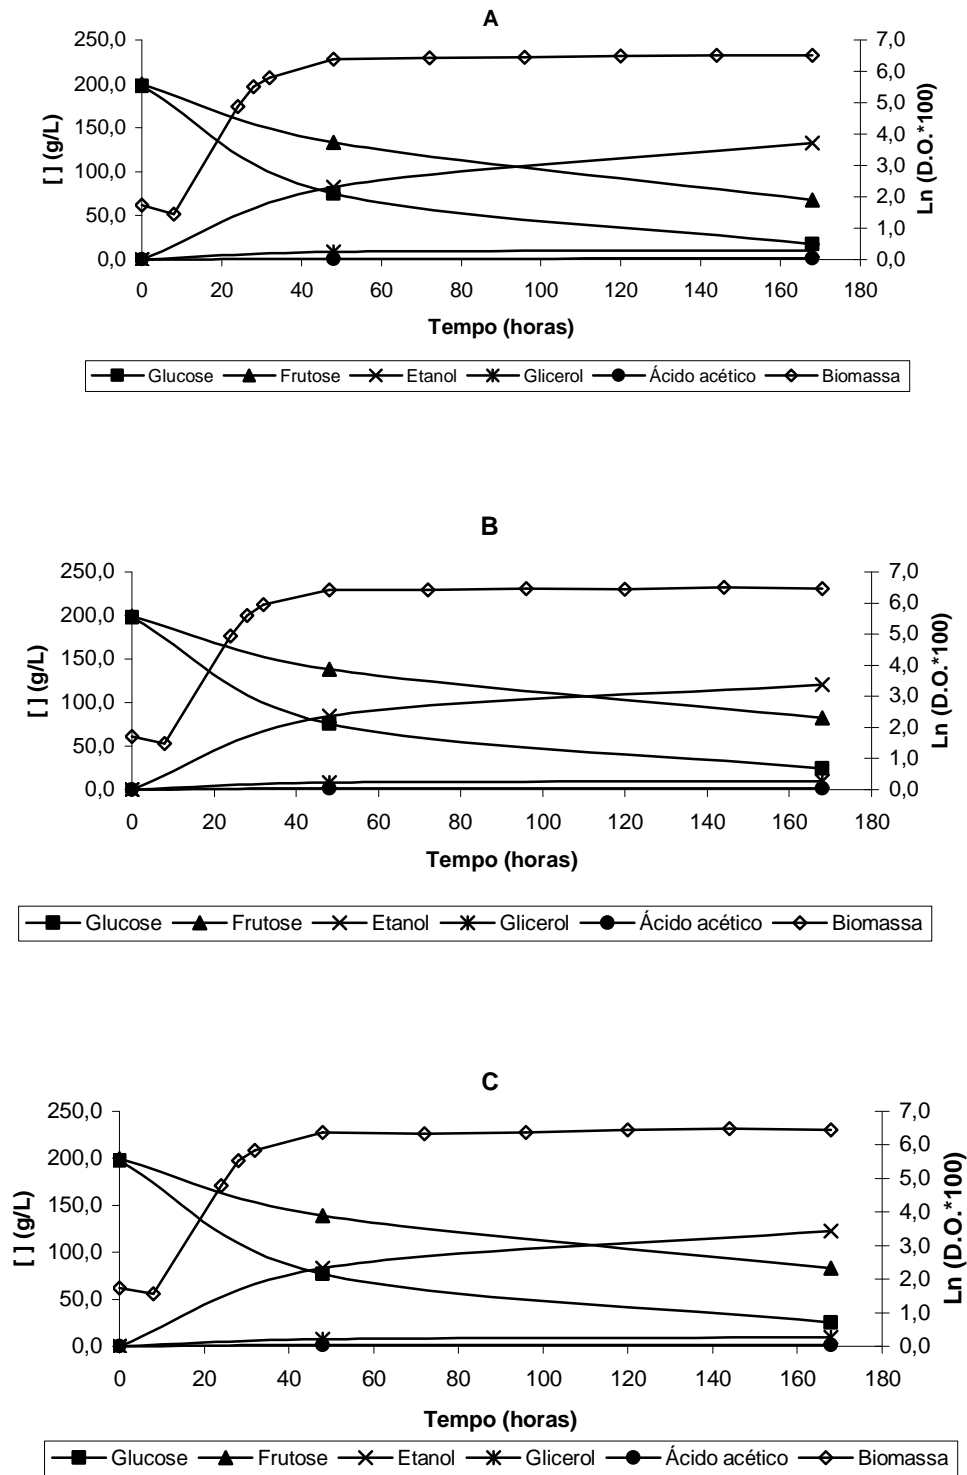 A
250,0
200,0
150,0
100,0
50,0
0,0
[ ] (g/L)
7,0
6,0
5,0
4,0
3,0
2,0
1,0
0,0
Ln (D.O.*100)
0 20 40 60 80 100 120 140 160 180
Tempo (horas)
Glucose Frutose Etanol Glicerol Ácido acético Biomassa
B
250,0
200,0
150,0
100,0
50,0
0,0
[ ] (g/L)
7,0
6,0
5,0
4,0
3,0
2,0
1,0
0,0
Ln (D.O.*100)
0 20 40 60 80 100 120 140 160 180
Tempo (horas)
Glucose Frutose Etanol Glicerol Ácido acético Biomassa
C
250,0
200,0
150,0
100,0
50,0
0,0
[ ] (g/L)
7,0
6,0
5,0
4,0
3,0
2,0
1,0
0,0
Ln (D.O.*100)
0 20 40 60 80 100 120 140 160 180
Tempo (horas)
Glucose Frutose Etanol Glicerol Ácido acético Biomassa